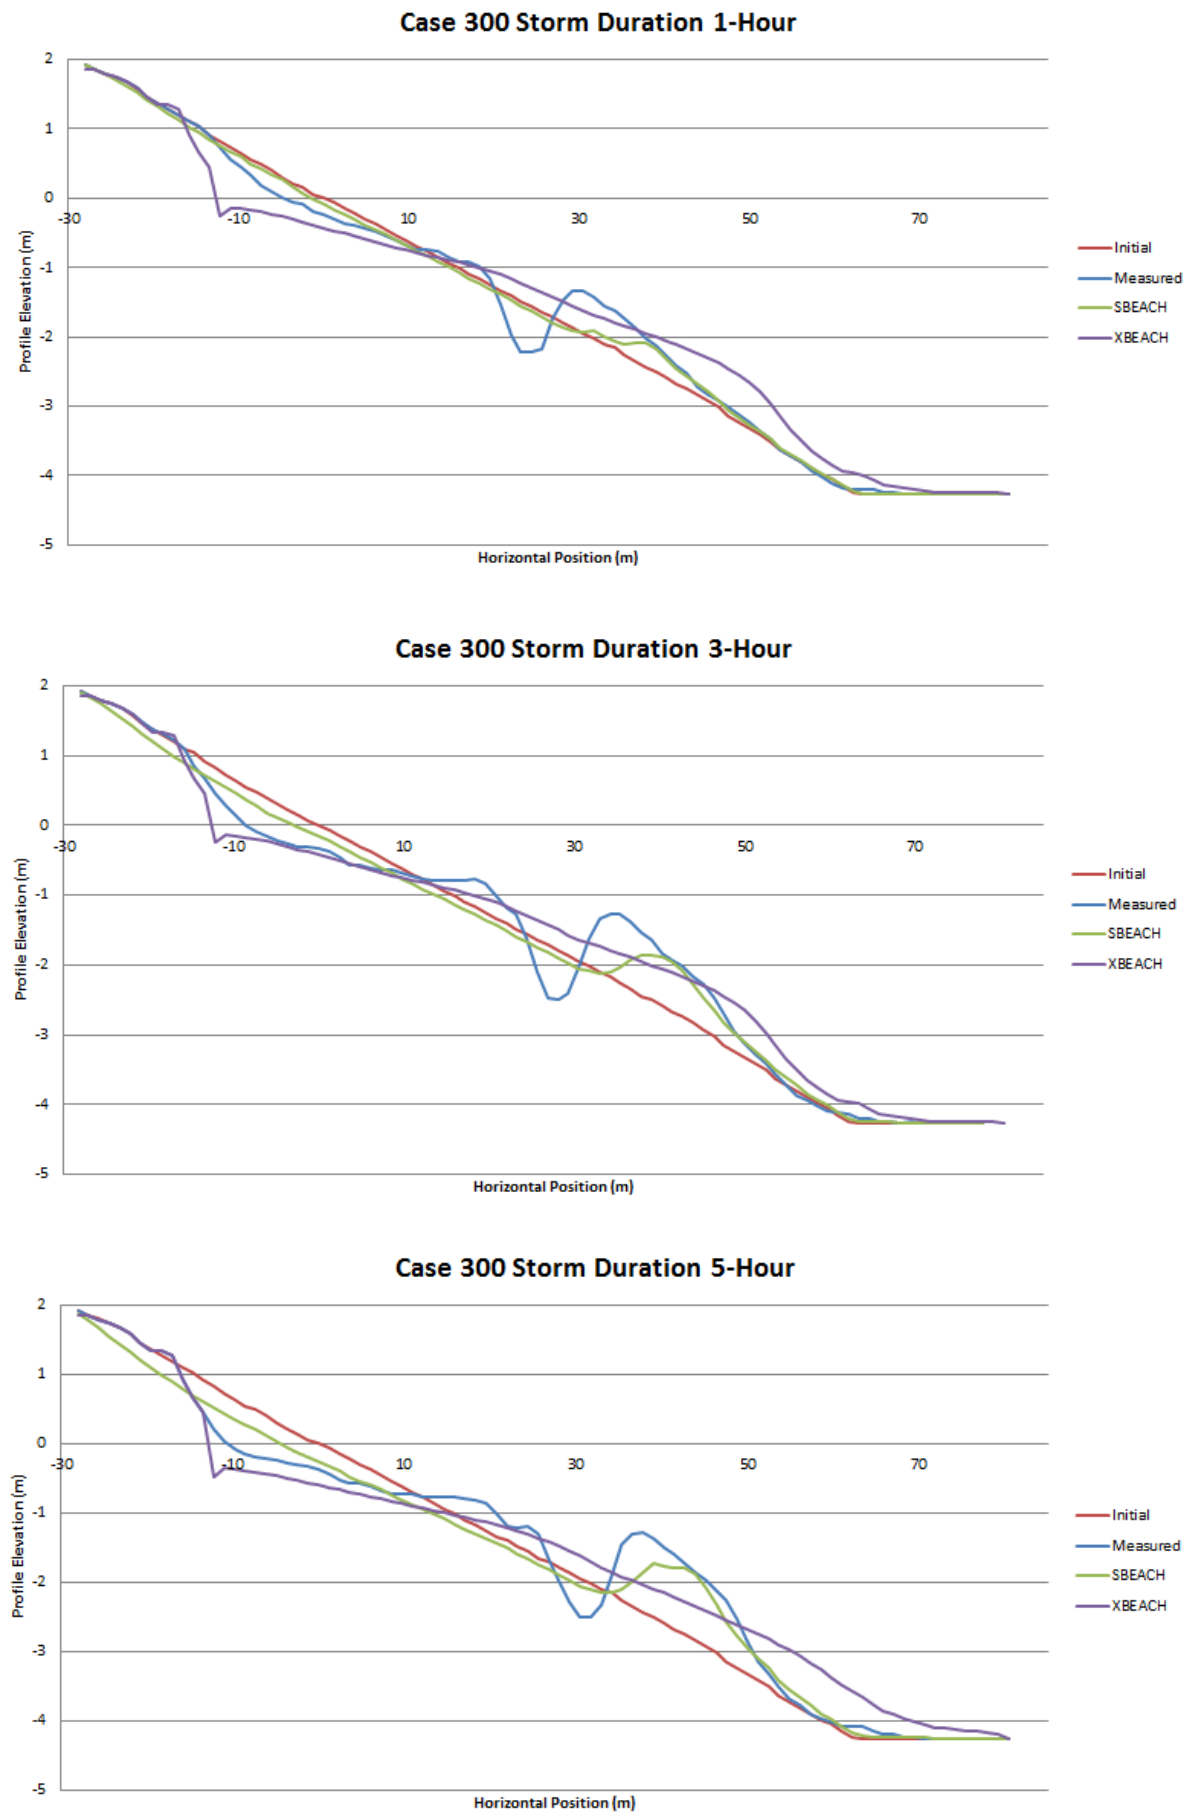 Case 300 Storm Duration 1-Hour
2
1
0
-30 -10 10 30 50 70
-1
-2
-3
-4
-5
Profile Elevation (m)
Horizontal Position (m)
Initial
Measured
SBEACH
XBEACH
Case 300 Storm Duration 3-Hour
2
1
0
-30 -10 10 30 50 70
-1
-2
-3
-4
-5
Profile Elevation (m)
Horizontal Position (m)
Initial
Measured
SBEACH
XBEACH
Case 300 Storm Duration 5-Hour
2
1
0
-30 -10 10 30 50 70
-1
-2
-3
-4
-5
Profile Elevation (m)
Horizontal Position (m)
Initial
Measured
SBEACH
XBEACH